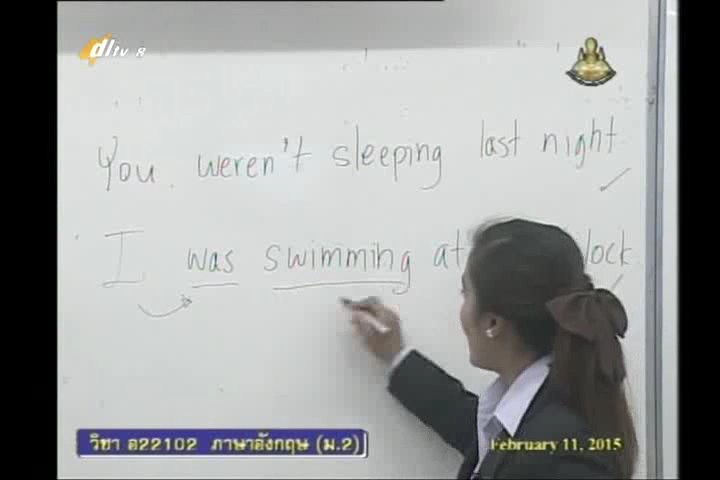 dltv 8
You weren't sleeping last night
I was swimming at lock
วิชา อ22102 ภาษาอังกฤษ (ม.2)
February 11, 2015